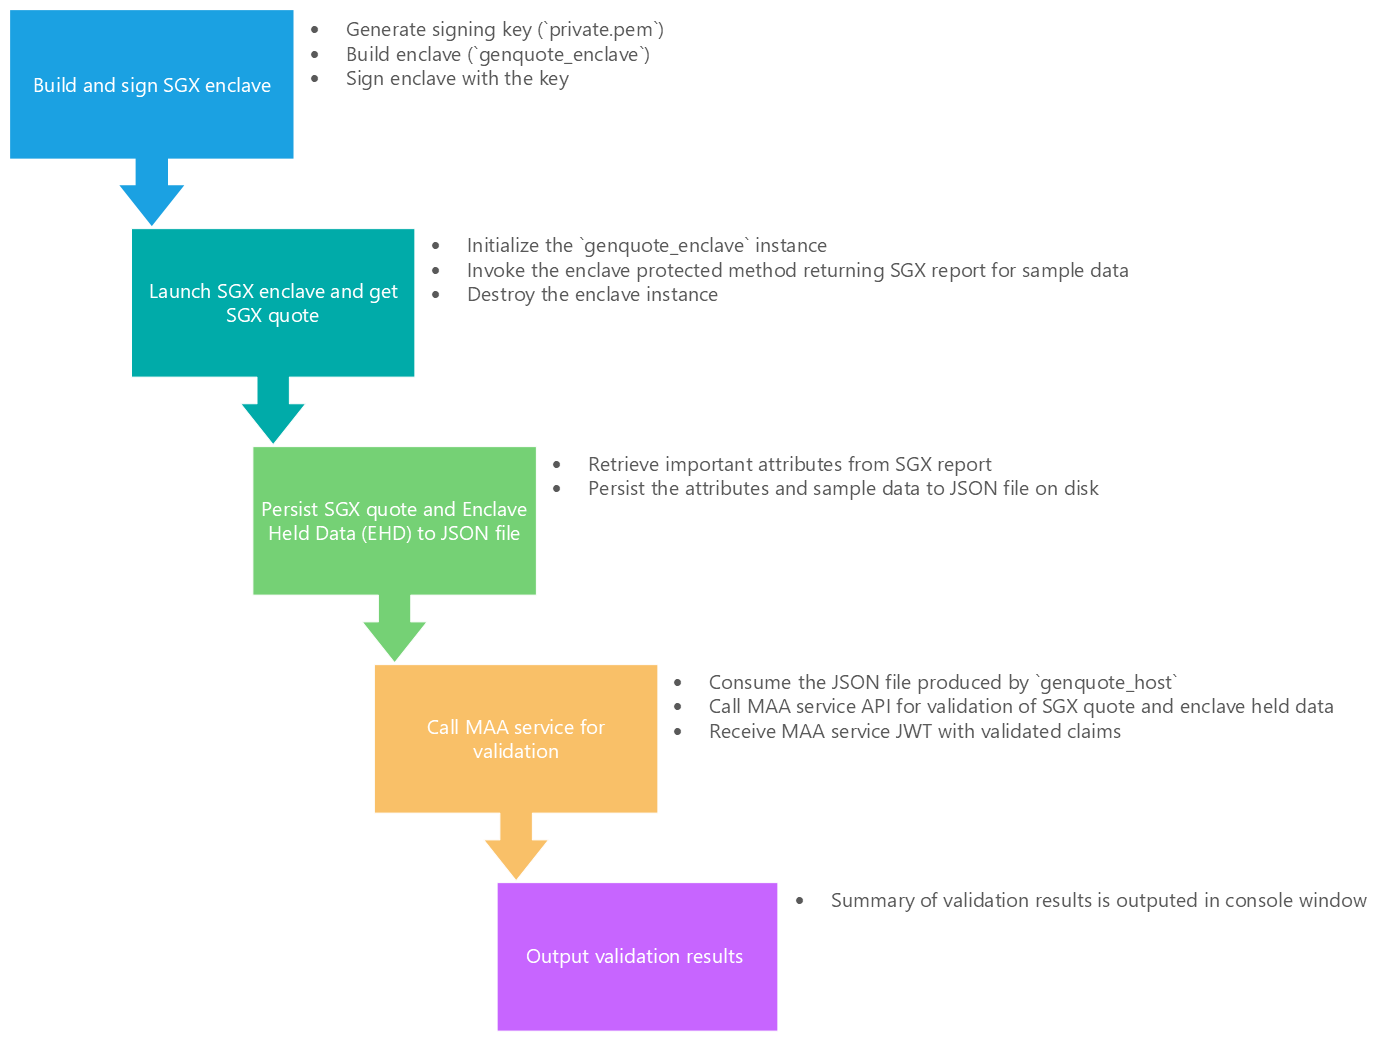 Build and sign SGX enclave
• Generate signing key (`private.pem`)
• Build enclave (`genquote_enclave`)
• Sign enclave with the key
Launch SGX enclave and get
SGX quote
• Initialize the `genquote_enclave` instance
• Invoke the enclave protected method returning SGX report for sample data
• Destroy the enclave instance
Persist SGX quote and Enclave
Held Data (EHD) to JSON file
• Retrieve important attributes from SGX report
• Persist the attributes and sample data to JSON file on disk
Call MAA service for
validation
• Consume the JSON file produced by `genquote_host`
• Call MAA service API for validation of SGX quote and enclave held data
• Receive MAA service JWT with validated claims
Output validation results
• Summary of validation results is outputed in console window